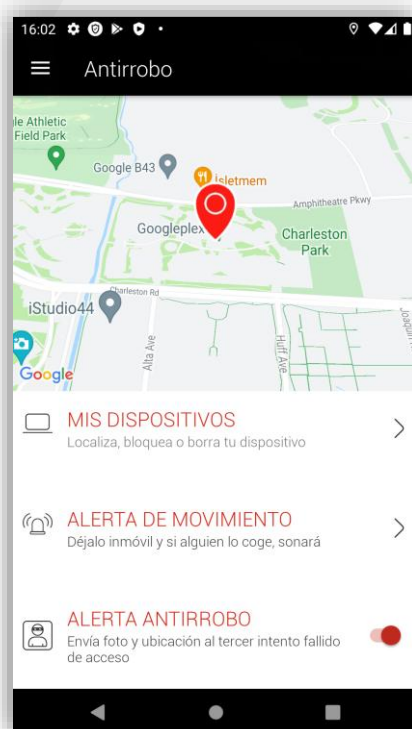 16:02
Antirrobo
le Athletic
Field Park
Google B43
isletmem
Amphitheatre Pkwy
Googleplex
Charleston
Park
Charleston Rd
iStudio44
Alta Ave
Huff Ave
Joaquin
Google
MIS DISPOSITIVOS
Localiza, bloquea o borra tu dispositivo
ALERTA DE MOVIMIENTO
Déjalo inmóvil y si alguien lo coge, sonará
ALERTA ANTIRROBO
Envía foto y ubicación al tercer intento fallido
de acceso